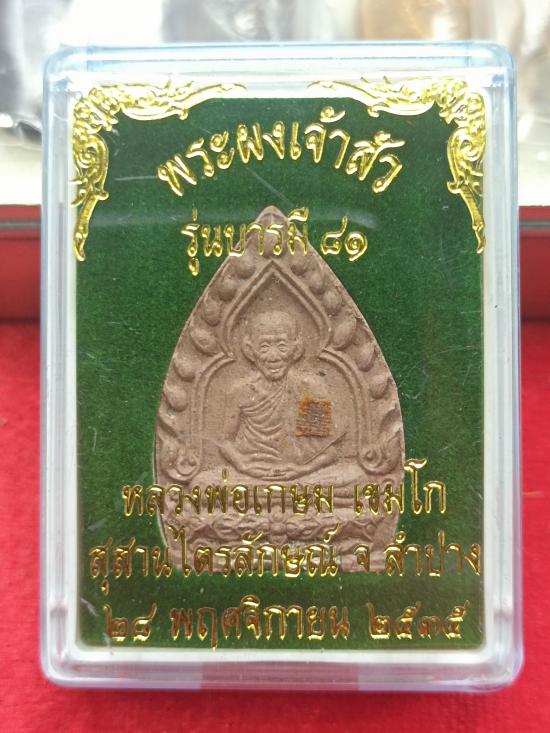 พระผงเจ้าสัว
รุ่นบารมี ๘๑
หลวงพ่อเกษม เขมโก
สุสานไตรลักษณ์ จ.ลำปาง
๒๘ พฤศจิกายน ๒๕๓๕